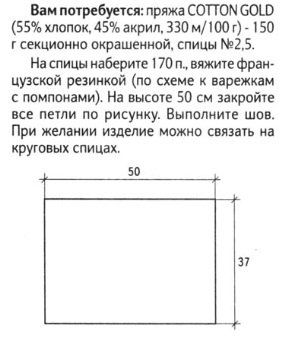 Вам потребуется: пряжа COTTON GOLD
(55% хлопок, 45% акрил, 330 м/100 г) - 150
г секционно окрашенной, спицы №2,5.
На спицы наберите 170 п., вяжите фран-
цузской резинкой (по схеме к варежкам
с помпонами). На высоте 50 см закройте
все петли по рисунку. Выполните шов.
При желании изделие можно связать на
круговых спицах.
50
37